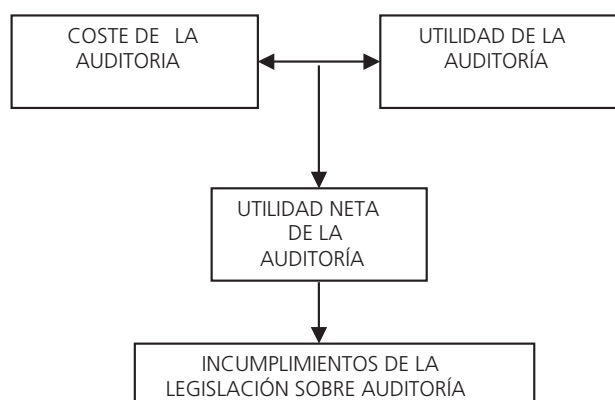 COSTE DE LA
AUDITORIA
UTILIDAD DE LA
AUDITORÍA
UTILIDAD NETA
DE LA
AUDITORÍA
INCUMPLIMIENTOS DE LA
LEGISLACIÓN SOBRE AUDITORÍA